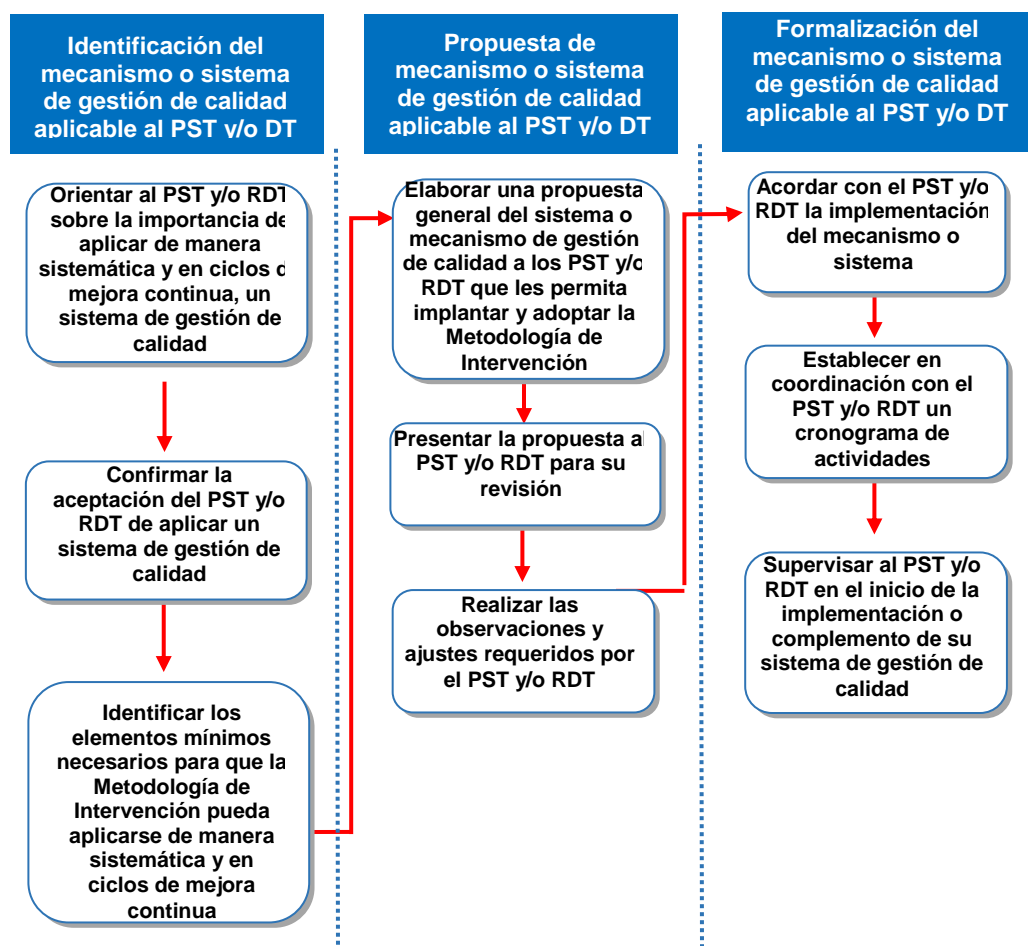 Identificación del
mecanismo o sistema
de gestión de calidad
aplicable al PST y/o DT
Orientar al PST y/o RDT
sobre la importancia de
aplicar de manera
sistemática y en ciclos d
mejora continua, un
sistema de gestión de
calidad
Confirmar la
aceptación del PST y/o
RDT de aplicar un
sistema de gestión de
calidad
Identificar los
elementos mínimos
necesarios para que la
Metodología de
Intervención pueda
aplicarse de manera
sistemática y en
ciclos de mejora
continua
Propuesta de
mecanismo o sistema
de gestión de calidad
aplicable al PST y/o DT
Elaborar una propuesta
general del sistema o
mecanismo de gestión
de calidad a los PST y/o
RDT que les permita
implantar y adoptar la
Metodología de
Intervención
Presentar la propuesta al
PST y/o RDT para su
revisión
Realizar las
observaciones y
ajustes requeridos por
el PST y/o RDT
Formalización del
mecanismo o sistema
de gestión de calidad
aplicable al PST y/o DT
Acordar con el PST y/o
RDT la implementación
del mecanismo o
sistema
Establecer en
coordinación con el
PST y/o RDT un
cronograma de
actividades
Supervisar al PST y/o
RDT en el inicio de la
implementación o
complemento de su
sistema de gestión de
calidad